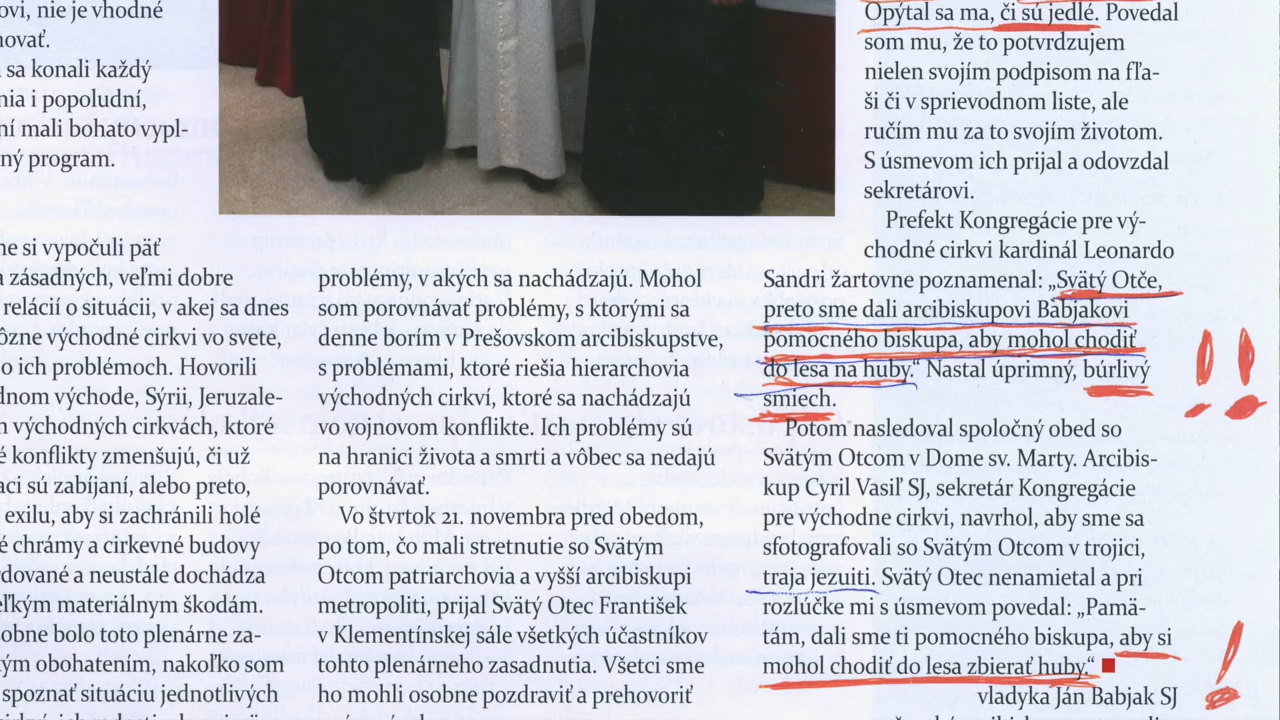 ovi, nie je vhodné
novať.
sa konali každý
nia i popoludní,
ní mali bohato vypl-
ný program.
ne si vypočuli päť
zásadných, veľmi dobre
relácií o situácii, v akej sa dnes
ôzne východné cirkvi vo svete,
o ich problémoch. Hovorili
dnom východe, Sýrii, Jeruzale-
východných cirkvách, ktoré
é konflikty zmenšujú, či už
aci sú zabíjaní alebo preto,
exilu, aby si zachránili holé
é chrámy a cirkevné budovy
dované a neustále dochádza
eľkým materiálnym škodám.
obne bolo toto plenárne za-
kým obohatením, nakoľko som
spoznať situáciu jednotlivých
problémy, v akých sa nachádzajú. Mohol
som porovnávať problémy, s ktorými sa
denne borím v Prešovskom arcibiskupstve,
s problémami, ktoré riešia hierarchovia
východných cirkví, ktoré sa nachádzajú
vo vojnovom konflikte. Ich problémy sú
na hranici života a smrti a vôbec sa nedajú
porovnávať.
Vo štvrtok 21. novembra pred obedom,
po tom, čo mali stretnutie so Svätým
Otcom patriarchovia a vyšší arcibiskupi
metropoliti, prijal Svätý Otec František
v Klementínskej sále všetkých účastníkov
tohto plenárneho zasadnutia. Všetci sme
ho mohli osobne pozdraviť a prehovoriť
Opýtal sa ma, či sú jedlé. Povedal
som mu, že to potvrdzujem
nielen svojím podpisom na fľa-
ši či v sprievodnom liste, ale
ručím mu za to svojím životom.
S úsmevom ich prijal a odovzdal
sekretárovi.
Prefekt Kongregácie pre vý-
chodné cirkvi kardinál Leonardo
Sandri žartovne poznamenal: „Svätý Otče,
preto sme dali arcibiskupovi Babjakovi
pomocného biskupa, aby mohol chodiť
do lesa na huby.“ Nastal úprimný, búrlivý
smiech.
Potom nasledoval spoločný obed so
Svätým Otcom v Dome sv. Marty. Arcibis-
kup Cyril Vasiľ SJ, sekretár Kongregácie
pre východné cirkvi, navrhol, aby sme sa
sfotografovali so Svätým Otcom v trojici,
traja jezuiti. Svätý Otec nenamietal a pri
rozlúčke mi s úsmevom povedal: „Pamä-
tám, dali sme ti pomocného biskupa, aby si
mohol chodiť do lesa zbierať huby.“
vladyka Ján Babjak SJ
! !
!